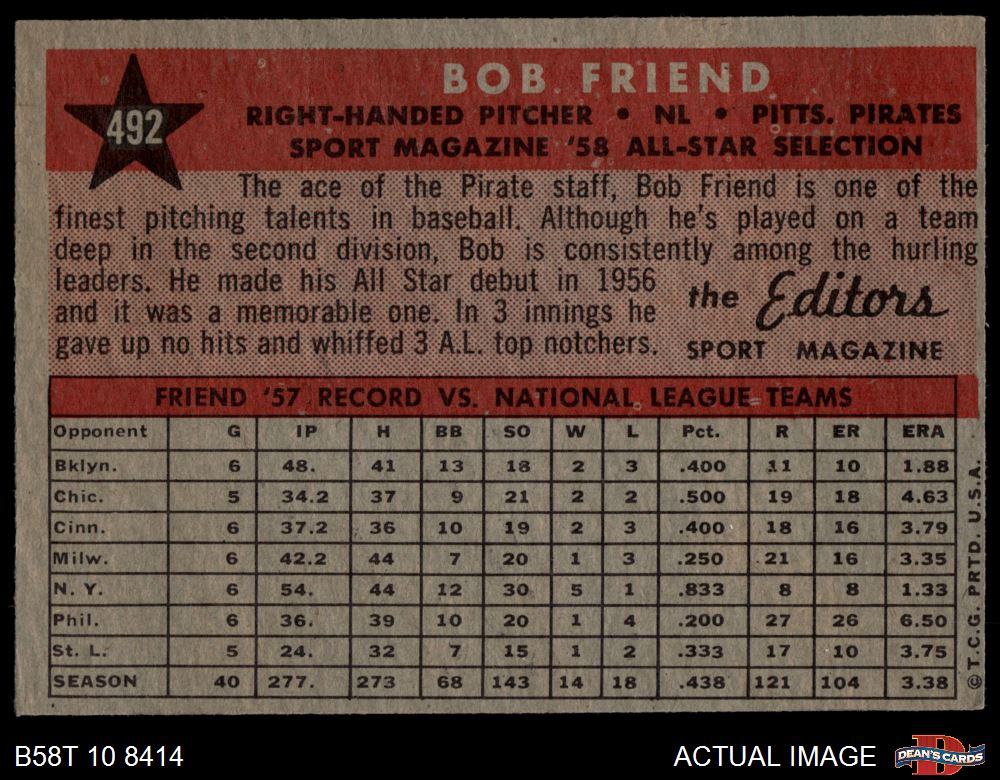 BOB FRIEND
492
RIGHT-HANDED PITCHER • NL • PITTS. PIRATES
SPORT MAGAZINE '58 ALL-STAR SELECTION
The ace of the Pirate staff, Bob Friend is one of the
finest pitching talents in baseball. Although he's played on a team
deep in the second division, Bob is consistently among the hurling
leaders. He made his All Star debut in 1956
and it was a memorable one. In 3 innings he
gave up no hits and whiffed 3 A.L. top notchers.
the Editors
SPORT MAGAZINE
FRIEND '57 RECORD VS. NATIONAL LEAGUE TEAMS
Opponent G IP H BB SO W L Pct. R ER ERA
Bklyn. 6 48. 41 13 18 2 3 .400 11 10 1.88
Chic. 5 34.2 37 9 21 2 2 .500 19 18 4.63
Cinn. 6 37.2 36 10 19 2 3 .400 18 16 3.79
Milw. 6 42.2 44 7 20 1 3 .250 21 16 3.35
N. Y. 6 54. 44 12 30 5 1 .833 8 8 1.33
Phil. 6 36. 39 10 20 1 4 .200 27 26 6.50
St. L. 5 24. 32 7 15 1 2 .333 17 10 3.75
SEASON 40 277. 273 68 143 14 18 .438 121 104 3.38
©T.C.G. PRTD. U.S.A.
B58T 10 8414
ACTUAL IMAGE
DEAN'S CARDS